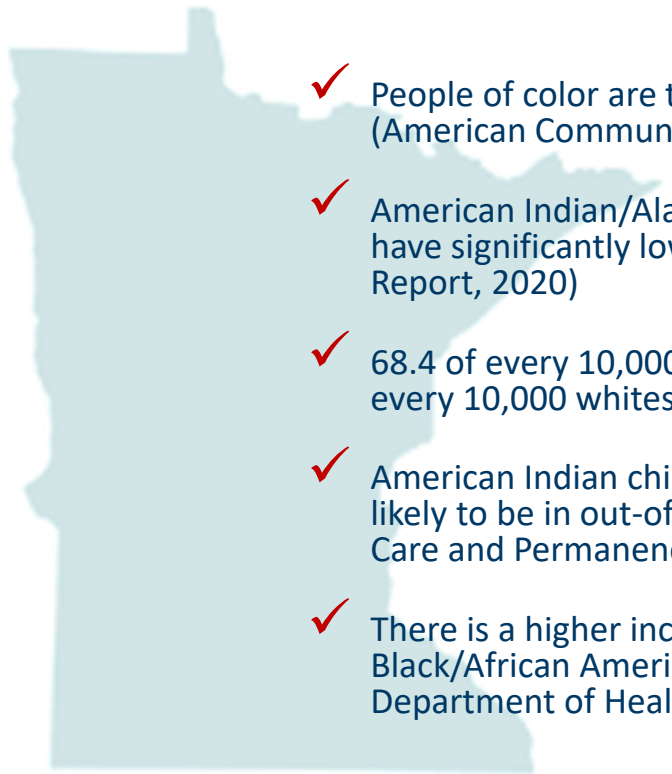 People of color are
(American Commun
American Indian/Ala
have significantly lo
Report, 2020)
68.4 of every 10,000
every 10,000 whites
American Indian chi
likely to be in out-of
Care and Permanen
There is a higher inc
Black/African Ameri
Department of Heal